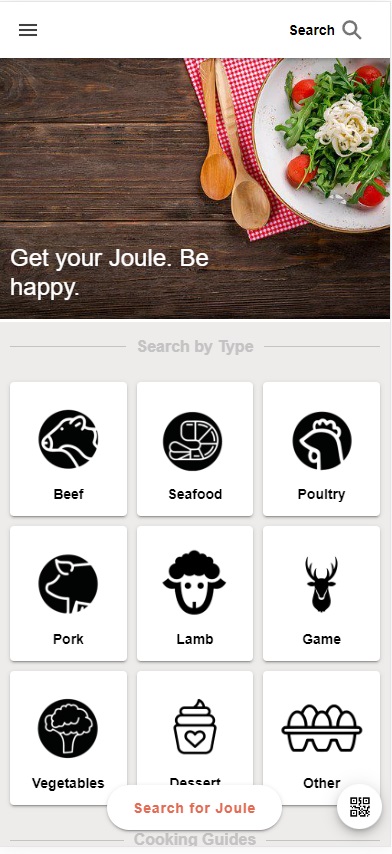 Search
Get your Joule. Be
happy.
Search by Type
Beef
Seafood
Poultry
Pork
Lamb
Game
Vegetables
Dessert
Other
Search for Joule
Cooking Guides